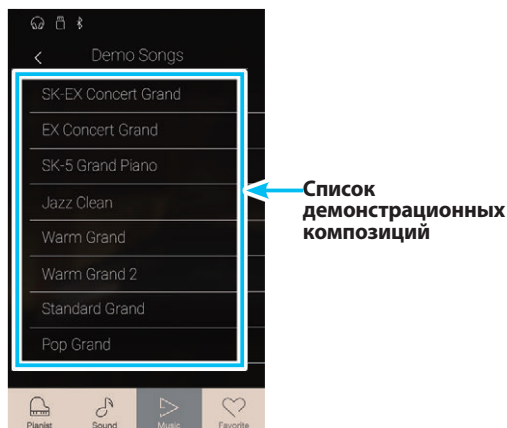 Demo Songs
SK-EX Concert Grand
EX Concert Grand
SK-5 Grand Piano
Jazz Clean
Warm Grand
Warm Grand 2
Standard Grand
Pop Grand
Список
демонстрационных
композиций
Pianist Sound Music Favorite